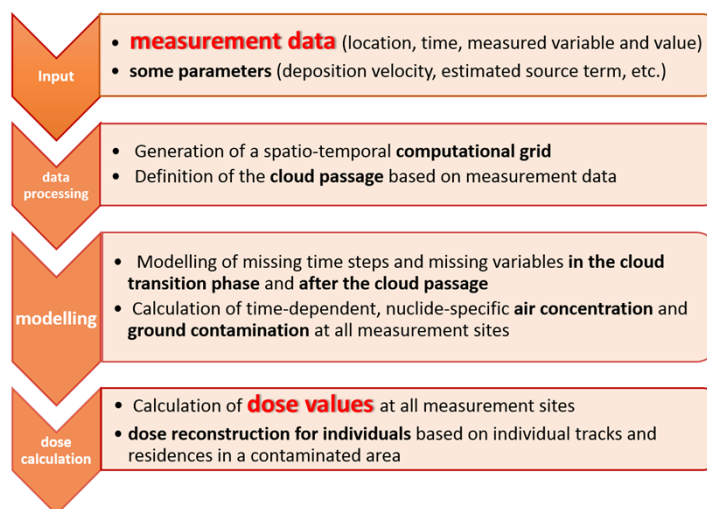 Input
• measurement data (location, time, measured variable and value)
• some parameters (deposition velocity, estimated source term, etc.)
data
processing
• Generation of a spatio-temporal computational grid
• Definition of the cloud passage based on measurement data
modelling
• Modelling of missing time steps and missing variables in the cloud
transition phase and after the cloud passage
• Calculation of time-dependent, nuclide-specific air concentration and
ground contamination at all measurement sites
dose
calculation
• Calculation of dose values at all measurement sites
• dose reconstruction for individuals based on individual tracks and
residences in a contaminated area